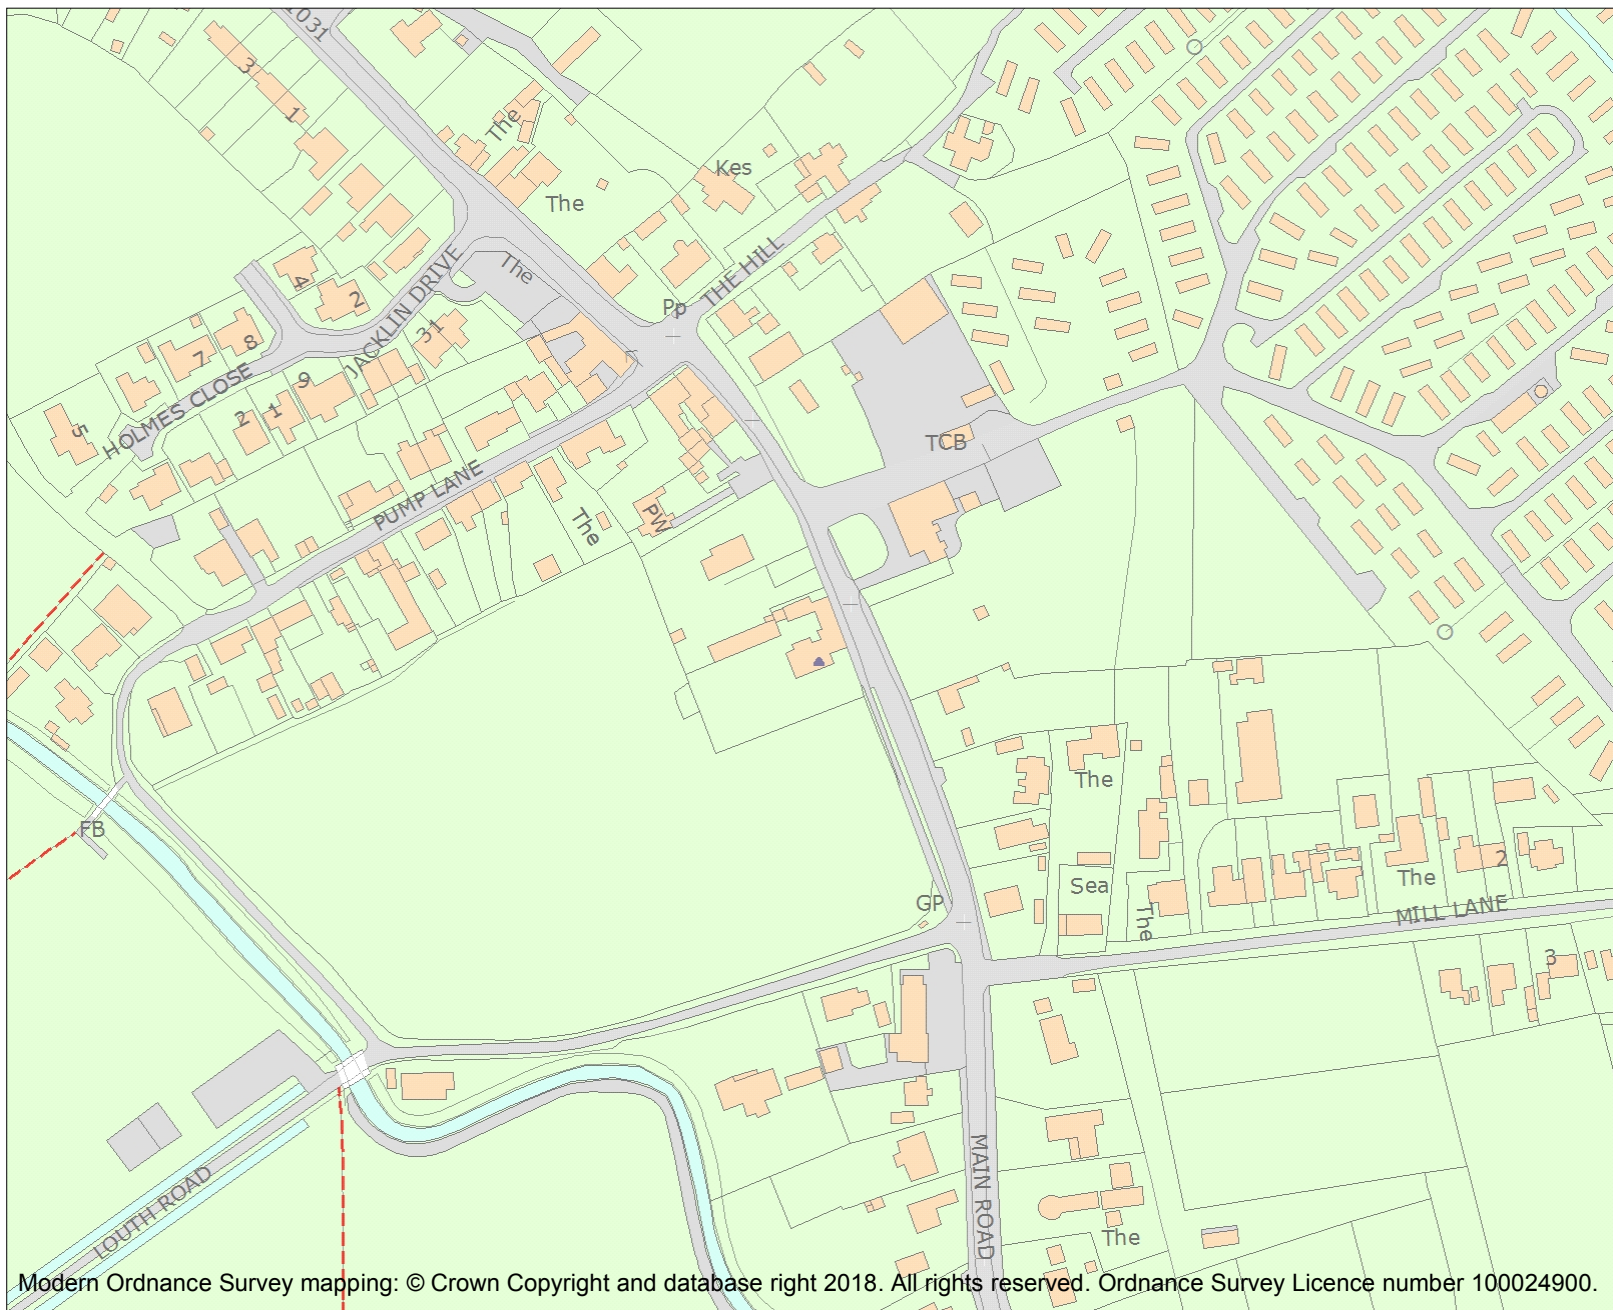 1031
3
1
The
Kes
The
The
THE HILL
Pp
4
2
JACKLIN DRIVE
31
8
7
9
HOLMES CLOSE
2
1
5
TCB
PUMP LANE
PW
The
The
FB
Sea
The
2
The
GP
MILL LANE
3
LOUTH ROAD
MAIN ROAD
The
Modern Ordnance Survey mapping: © Crown Copyright and database right 2018. All rights reserved. Ordnance Survey Licence number 100024900.